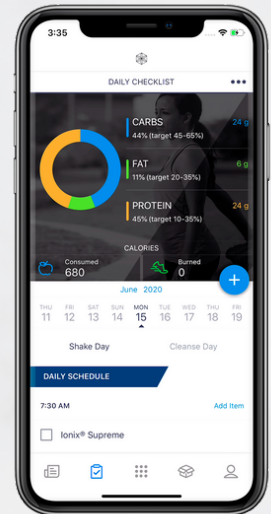 3:35
DAILY CHECKLIST
CARBS
24 g
44% (target 45-65%)
FAT
6 g
11% (target 20-35%)
PROTEIN
24 g
45% (target 10-35%)
CALORIES
Consumed
680
Burned
0
+
June 2020
THU FRI SAT SUN MON TUE WED THU FRI
11 12 13 14 15 16 17 18 19
Shake Day Cleanse Day
DAILY SCHEDULE
7:30 AM Add Item
Ionix® Supreme